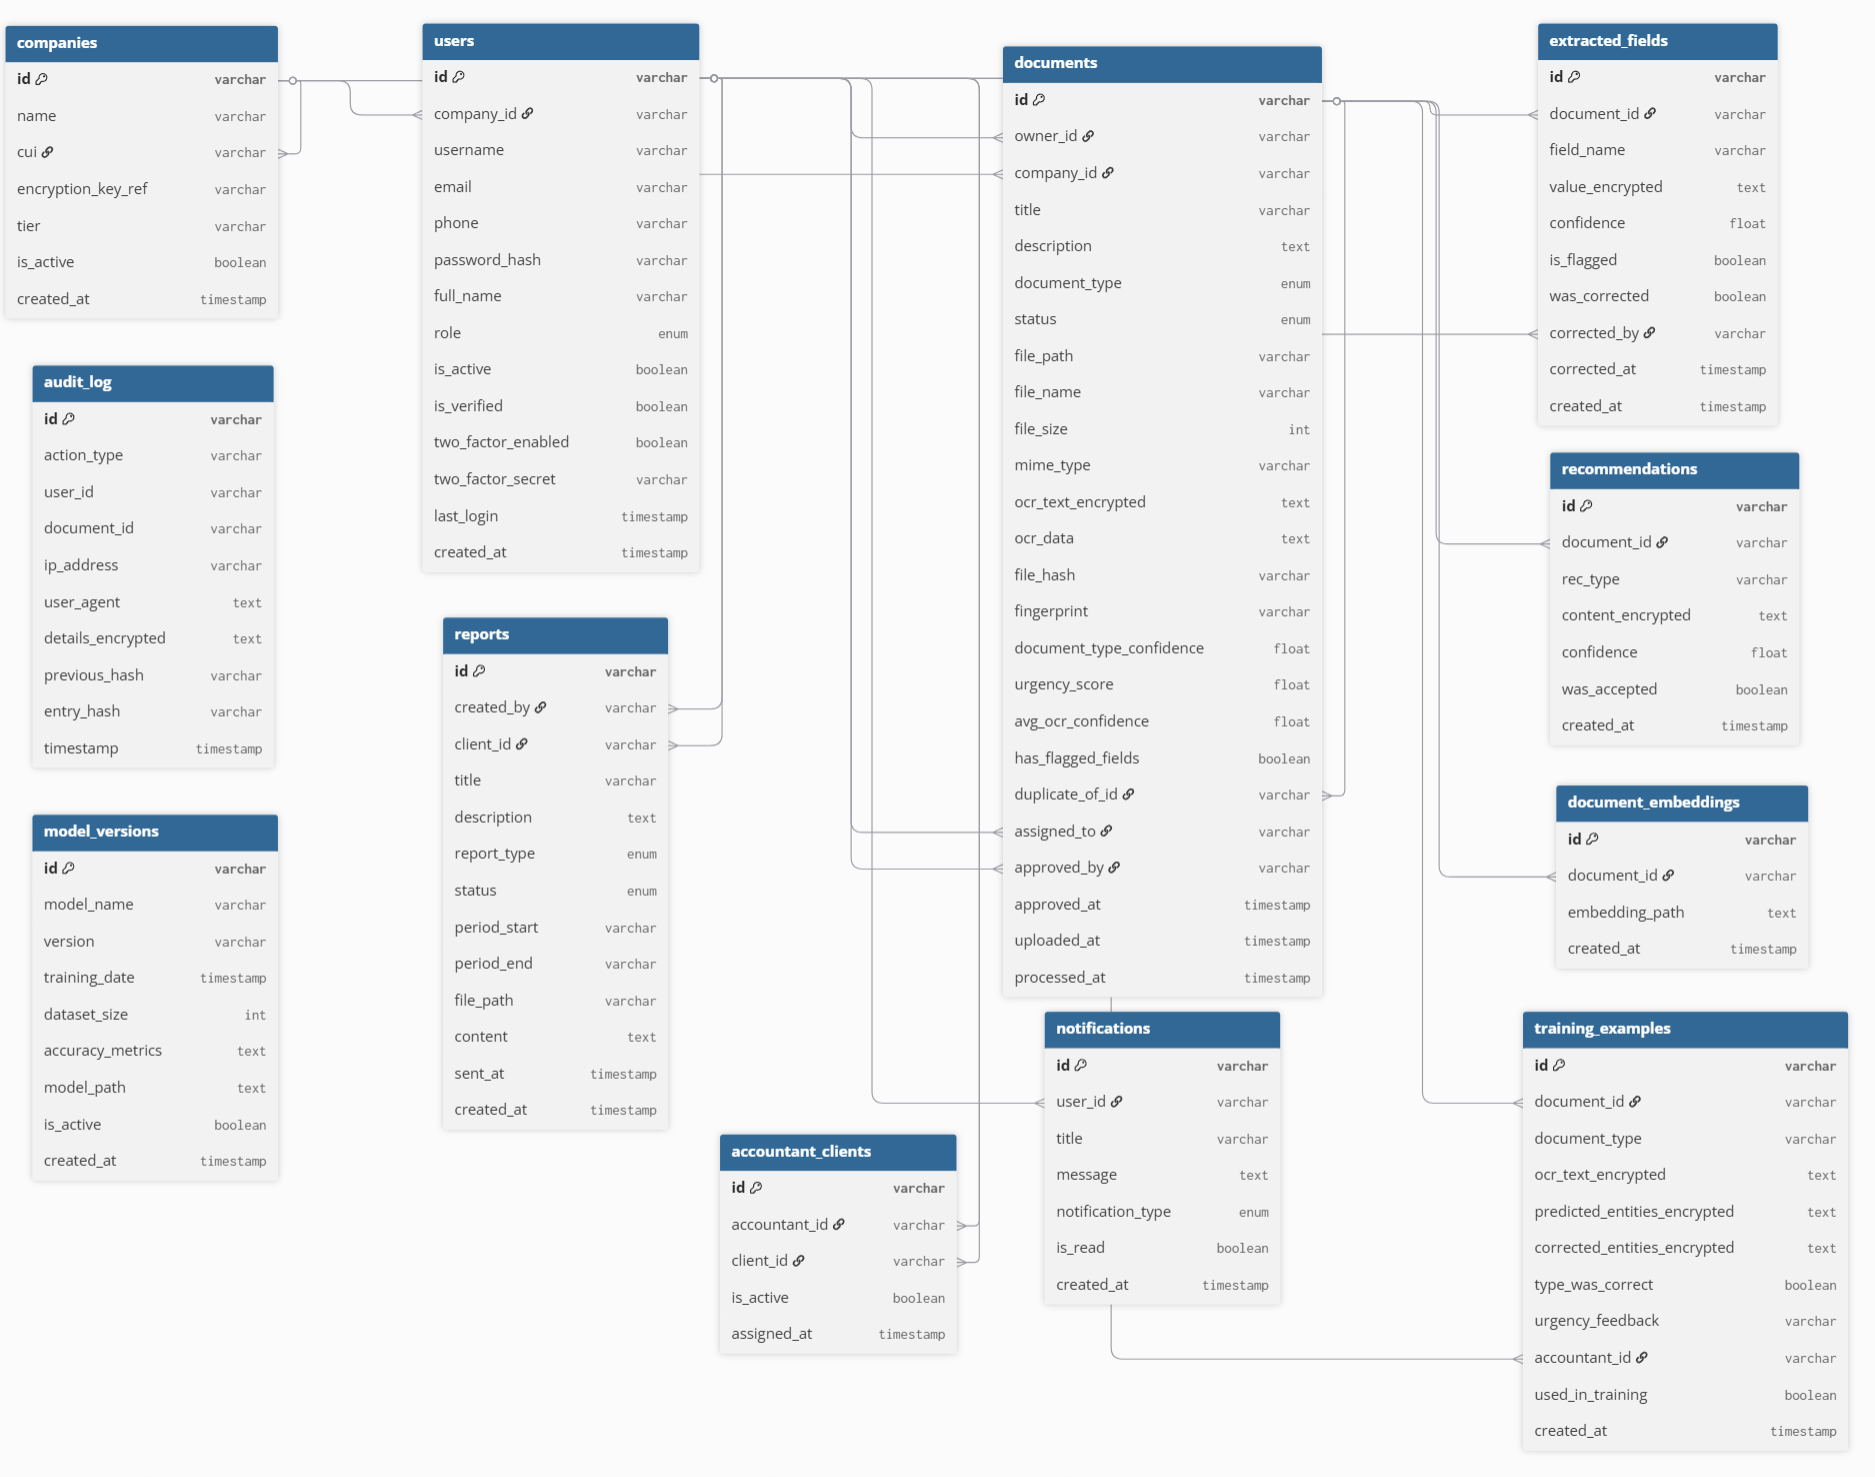 companies
id varchar
name varchar
cui varchar
encryption_key_ref varchar
tier varchar
is_active boolean
created_at timestamp
audit_log
id varchar
action_type varchar
user_id varchar
document_id varchar
ip_address varchar
user_agent text
details_encrypted text
previous_hash varchar
entry_hash varchar
timestamp timestamp
model_versions
id varchar
model_name varchar
version varchar
training_date timestamp
dataset_size int
accuracy_metrics text
model_path text
is_active boolean
created_at timestamp
users
id varchar
company_id varchar
username varchar
email varchar
phone varchar
password_hash varchar
full_name varchar
role enum
is_active boolean
is_verified boolean
two_factor_enabled boolean
two_factor_secret varchar
last_login timestamp
created_at timestamp
reports
id varchar
created_by varchar
client_id varchar
title varchar
description text
report_type enum
status enum
period_start varchar
period_end varchar
file_path varchar
content text
sent_at timestamp
created_at timestamp
accountant_clients
id varchar
accountant_id varchar
client_id varchar
is_active boolean
assigned_at timestamp
documents
id varchar
owner_id varchar
company_id varchar
title varchar
description text
document_type enum
status enum
file_path varchar
file_name varchar
file_size int
mime_type varchar
ocr_text_encrypted text
ocr_data text
file_hash varchar
fingerprint varchar
document_type_confidence float
urgency_score float
avg_ocr_confidence float
has_flagged_fields boolean
duplicate_of_id varchar
assigned_to varchar
approved_by varchar
approved_at timestamp
uploaded_at timestamp
processed_at timestamp
notifications
id varchar
user_id varchar
title varchar
message text
notification_type enum
is_read boolean
created_at timestamp
extracted_fields
id varchar
document_id varchar
field_name varchar
value_encrypted text
confidence float
is_flagged boolean
was_corrected boolean
corrected_by varchar
corrected_at timestamp
created_at timestamp
recommendations
id varchar
document_id varchar
rec_type varchar
content_encrypted text
confidence float
was_accepted boolean
created_at timestamp
document_embeddings
id varchar
document_id varchar
embedding_path text
created_at timestamp
training_examples
id varchar
document_id varchar
document_type varchar
ocr_text_encrypted text
predicted_entities_encrypted text
corrected_entities_encrypted text
type_was_correct boolean
urgency_feedback varchar
accountant_id varchar
used_in_training boolean
created_at timestamp